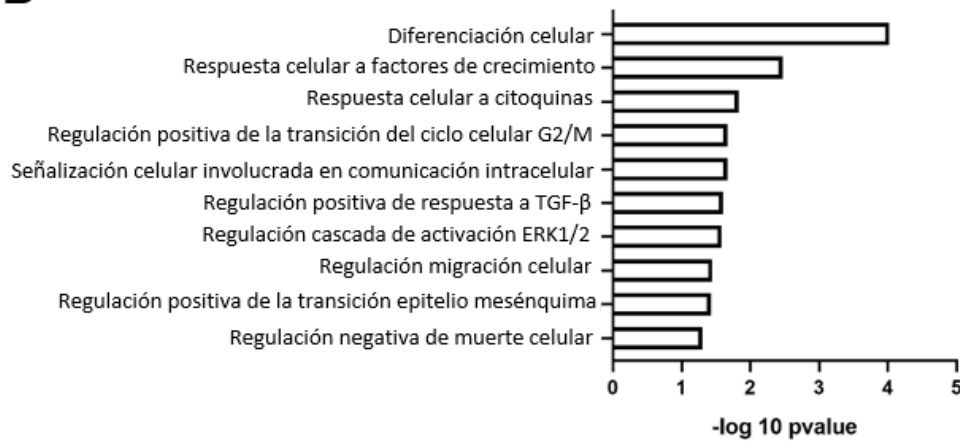 Diferenciación celular
Respuesta celular a factores de crecimiento
Respuesta celular a citoquinas
Regulación positiva de la transición del ciclo celular G2/M
Señalización celular involucrada en comunicación intracelular
Regulación positiva de respuesta a TGF-β
Regulación cascada de activación ERK1/2
Regulación migración celular
Regulación positiva de la transición epitelio mesénquima
Regulación negativa de muerte celular
0 1 2 3 4 5
-log 10 pvalue